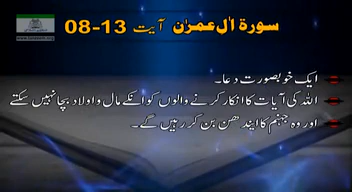 سورۃ اٰلِ عمرٰن آیت 13-08
ایک خوبصورت دعا۔
اللہ کی آیات کا انکار کرنے والوں کو انکے مال و اولاد بچا نہیں سکتے
اور وہ جہنم کا ایندھن بن کر رہیں گے۔